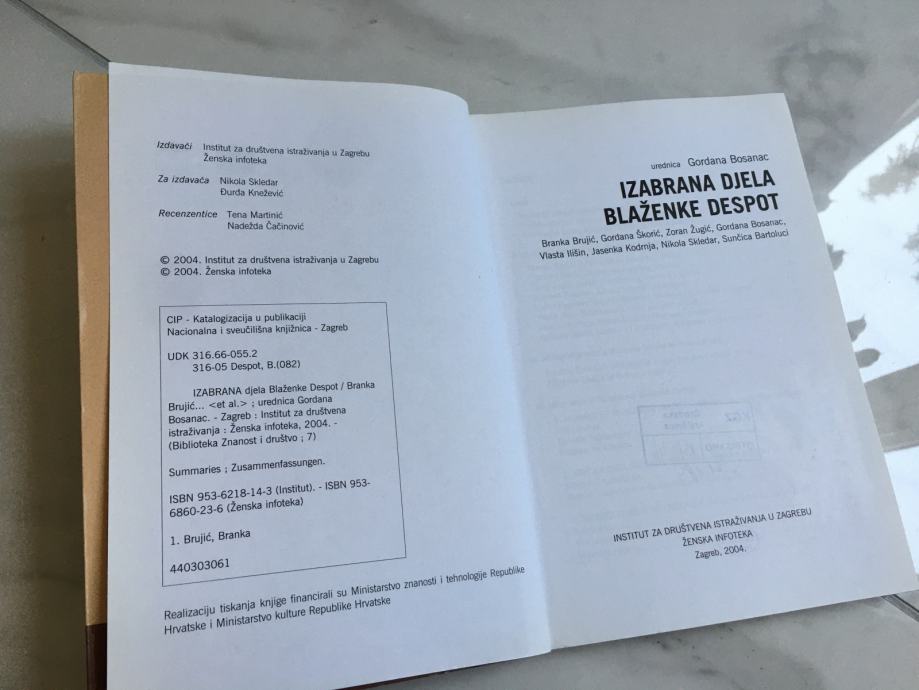 Izdavači Institut za društvena istraživanja u Zagrebu
Ženska infoteka
Za izdavača Nikola Skledar
Đurđa Knežević
Recenzentice Tena Martinić
Nadežda Čačinović
© 2004. Institut za društvena istraživanja u Zagrebu
© 2004. Ženska infoteka
CIP - Katalogizacija u publikaciji
Nacionalna i sveučilišna knjižnica - Zagreb
UDK 316.66-055.2
316-05 Despot, B.(082)
IZABRANA djela Blaženke Despot / Branka
Brujić... <et al.> ; urednica Gordana
Bosanac. - Zagreb : Institut za društvena
istraživanja : Ženska infoteka, 2004. -
(Biblioteka Znanost i društvo ; 7)
Summaries ; Zusammenfassungen.
ISBN 953-6218-14-3 (Institut). - ISBN 953-
6860-23-6 (Ženska infoteka)
1. Brujić, Branka
440303061
Realizaciju tiskanja knjige financirali su Ministarstvo znanosti i tehnologije Republike
Hrvatske i Ministarstvo kulture Republike Hrvatske
urednica Gordana Bosanac
IZABRANA DJELA
BLAŽENKE DESPOT
Branka Brujić, Gordana Škorić, Zoran Žugić, Gordana Bosanac,
Vlasta Ilišin, Jasenka Kodrnja, Nikola Skledar, Sunčica Bartoluci
INSTITUT ZA DRUŠTVENA ISTRAŽIVANJA U ZAGREBU
ŽENSKA INFOTEKA
Zagreb, 2004.